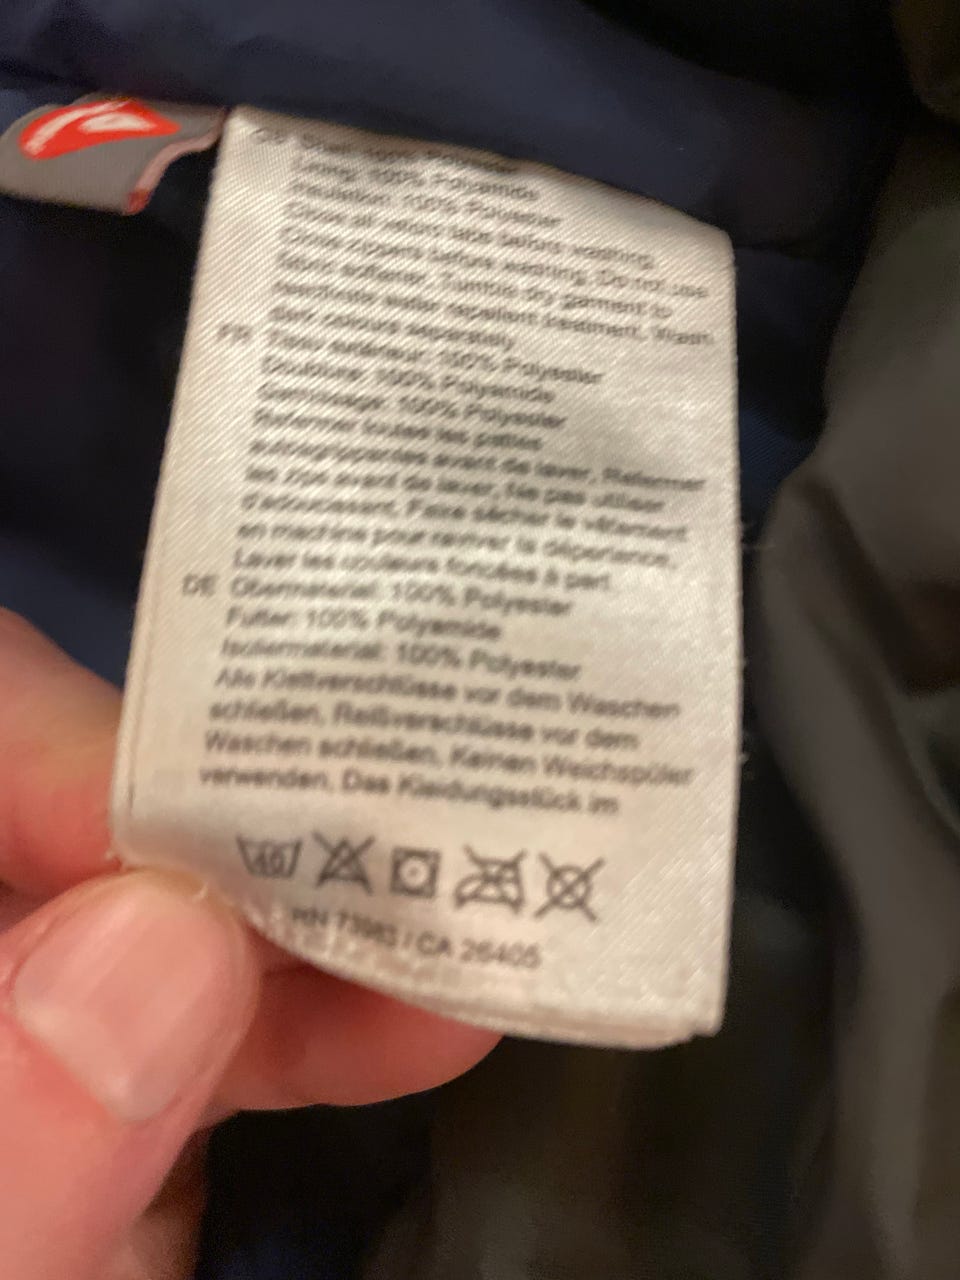 Shell: 100% Polyester
Lining: 100% Polyamide
Insulation: 100% Polyester
Close all velcro tabs before washing,
Close zippers before washing, Do not use
fabric softener, Tumble dry garment to
reactivate water repellent treatment, Wash
dark colours separately
FR Tissu extérieur: 100% Polyester
Doublure: 100% Polyamide
Garnissage: 100% Polyester
Refermer toutes les pattes
autoagrippantes avant de laver, Refermer
les zips avant de laver, Ne pas utiliser
d'adoucissant, Faire sécher le vêtement
en machine pour raviver la déperlance,
Laver les couleurs foncées à part
DE Obermaterial: 100% Polyester
Futter: 100% Polyamide
Isoliermaterial: 100% Polyester
Alle Klettverschlüsse vor dem Waschen
schließen, Reißverschlüsse vor dem
Waschen schließen, Keinen Weichspüler
verwenden, Das Kleidungsstück im
40
RN 73983 / CA 26405